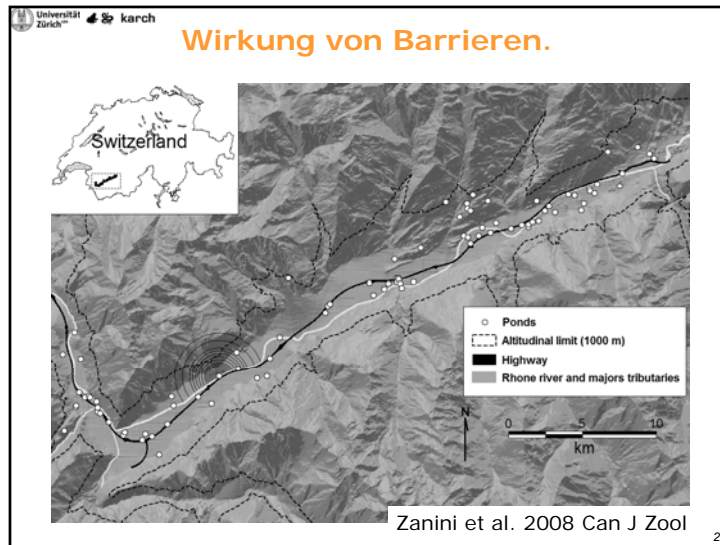 Universität Zürich UZH karch
Wirkung von Barrieren.
Switzerland
Ponds
Altitudinal limit (1000 m)
Highway
Rhone river and majors tributaries
N
0 5 10
km
Zanini et al. 2008 Can J Zool
2